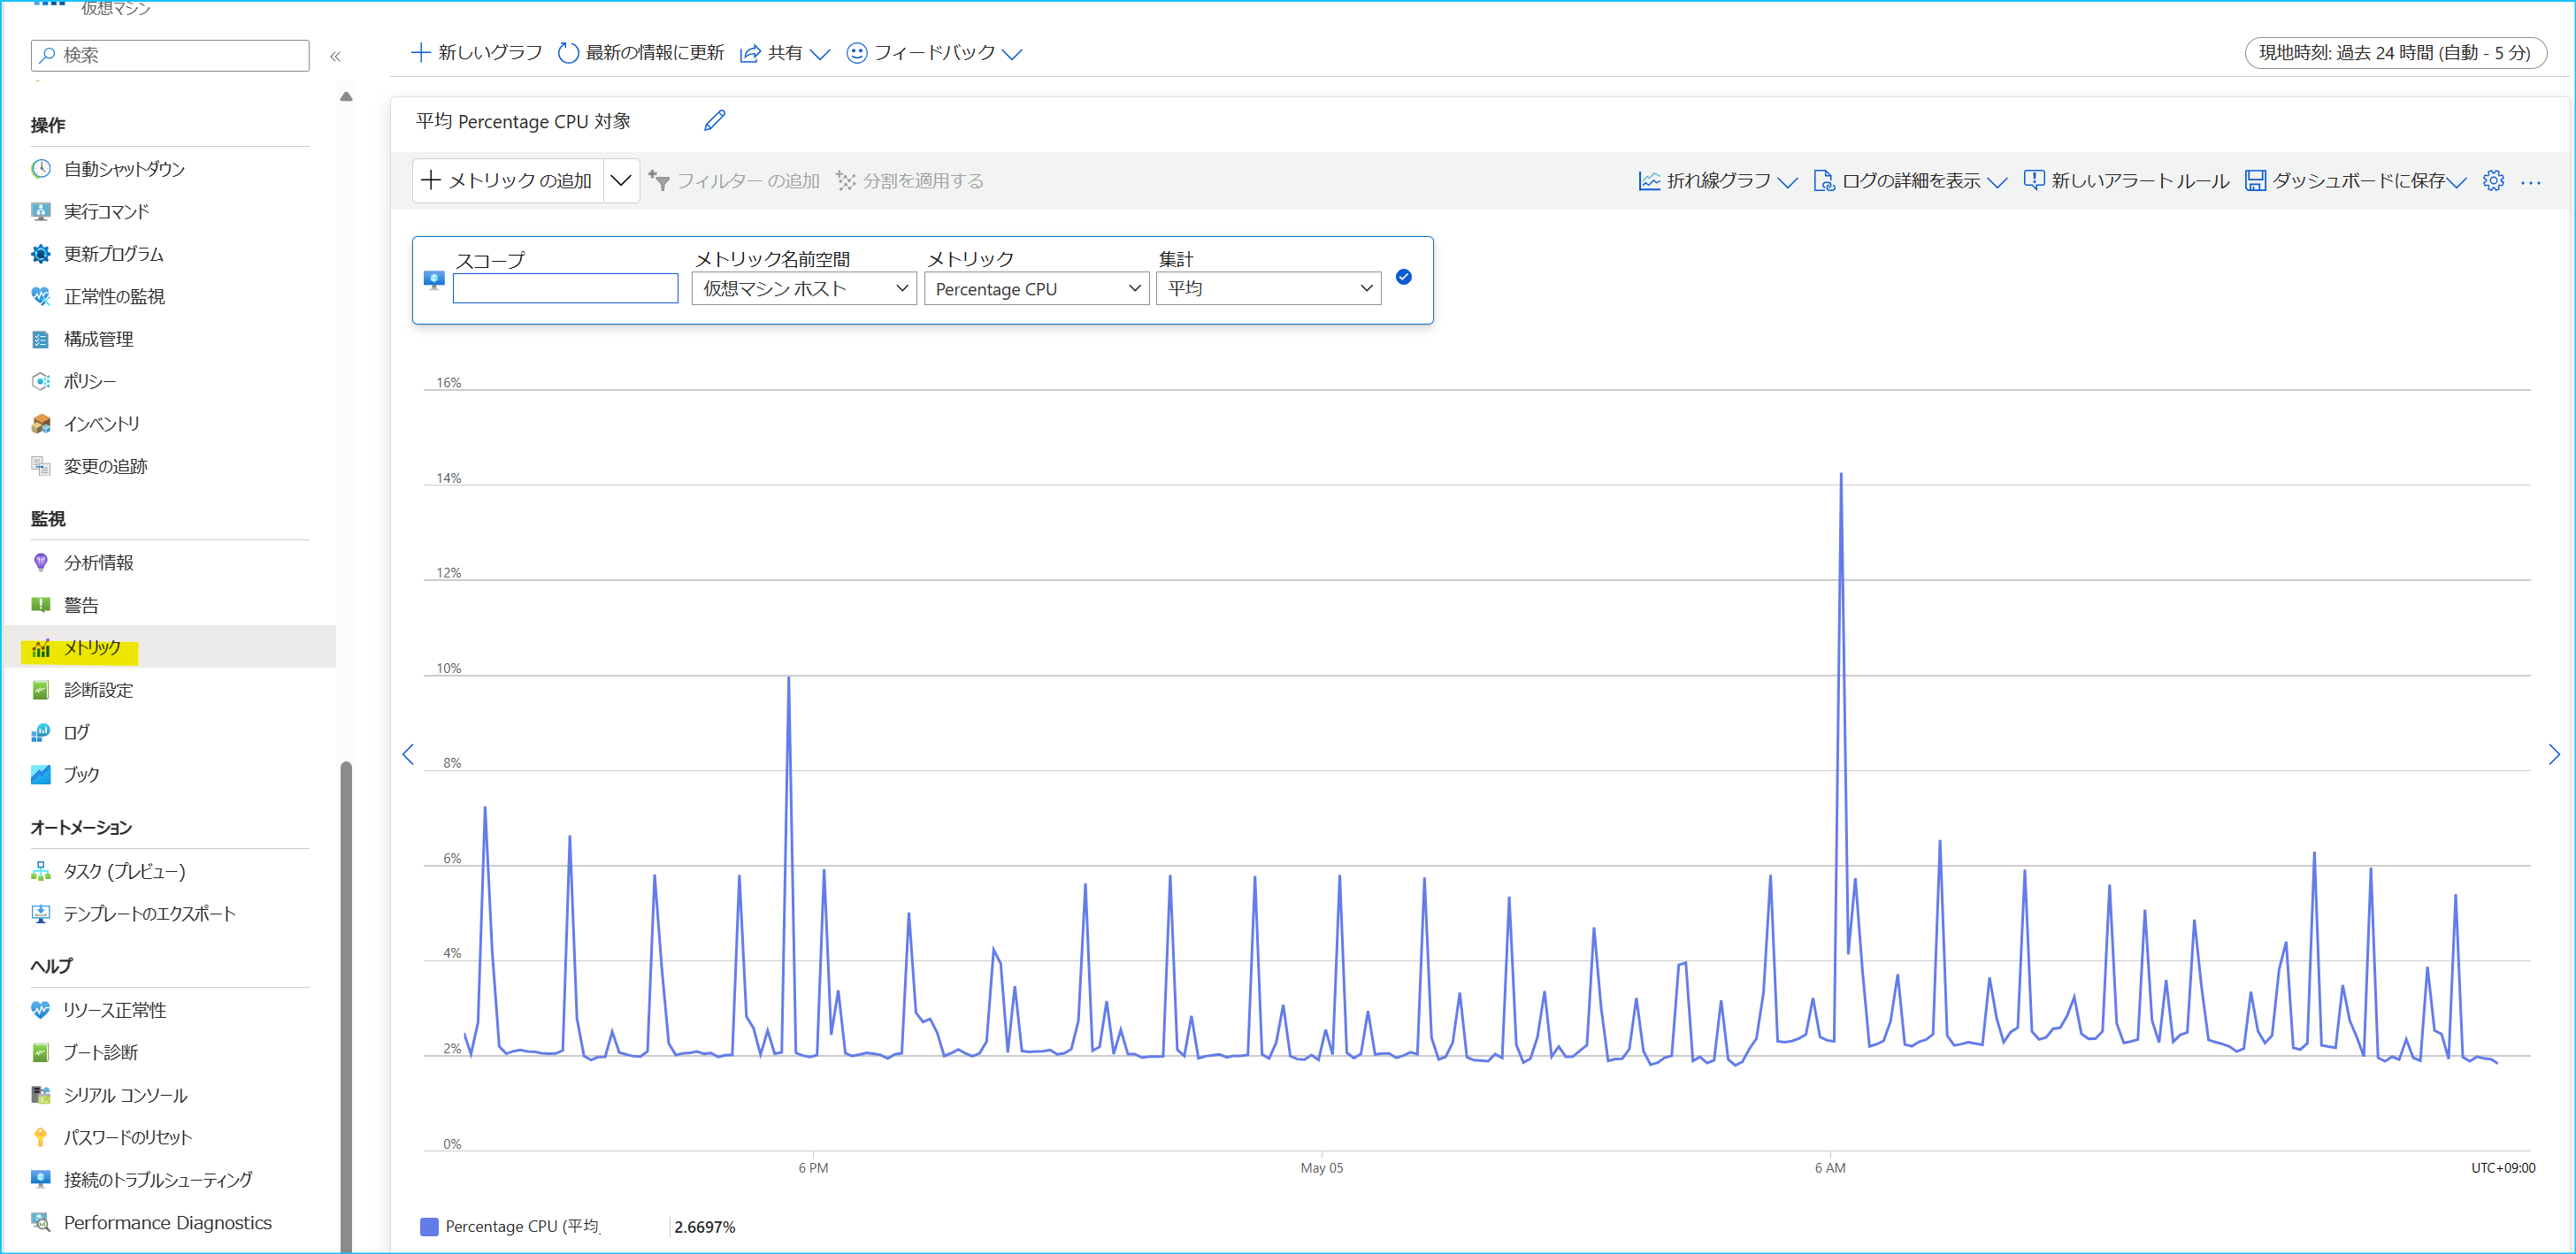 仮想マシン
検索
«
操作
自動シャットダウン
実行コマンド
更新プログラム
正常性の監視
構成管理
ポリシー
インベントリ
変更の追跡
監視
分析情報
警告
メトリック
診断設定
ログ
ブック
オートメーション
タスク (プレビュー)
テンプレートのエクスポート
ヘルプ
リソース正常性
ブート診断
シリアル コンソール
パスワードのリセット
接続のトラブルシューティング
Performance Diagnostics
新しいグラフ 最新の情報に更新 共有 フィードバック
現地時刻: 過去 24 時間 (自動 - 5 分)
平均 Percentage CPU 対象
メトリック の追加 フィルター の追加 分割を適用する
折れ線グラフ ログの詳細を表示 新しいアラート ルール ダッシュボードに保存 ...
スコープ メトリック名前空間 メトリック 集計
仮想マシン ホスト Percentage CPU 平均
16%
14%
12%
10%
8%
6%
4%
2%
0%
6 PM May 05 6 AM UTC+09:00
Percentage CPU (平均 2.6697%